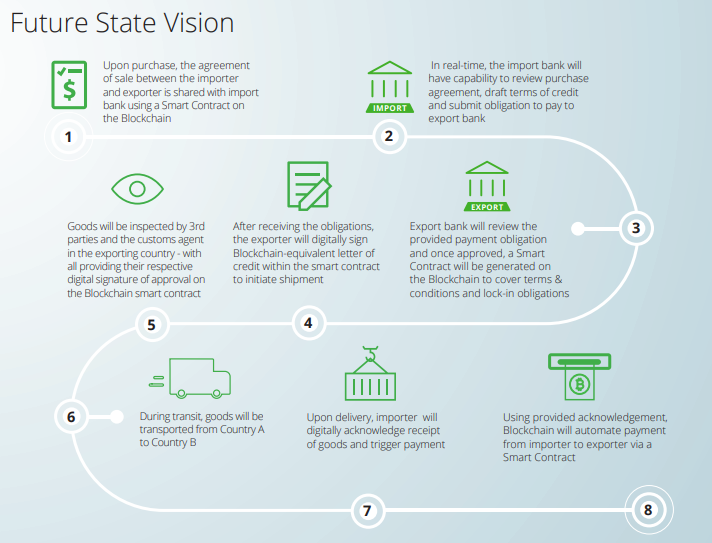 Future State Vision
$
Upon purchase, the agreement
of sale between the importer
and exporter is shared with import
bank using a Smart Contract on
the Blockchain
1
IMPORT
In real-time, the import bank will
have capability to review purchase
agreement, draft terms of credit
and submit obligation to pay to
export bank
2
EXPORT
Export bank will review the
provided payment obligation
and once approved, a Smart
Contract will be generated on
the Blockchain to cover terms &
conditions and lock-in obligations
3
After receiving the obligations,
the exporter will digitally sign
Blockchain-equivalent letter of
credit within the smart contract
to initiate shipment
4
Goods will be inspected by 3rd
parties and the customs agent
in the exporting country - with
all providing their respective
digital signature of approval on
the Blockchain smart contract
5
6
During transit, goods will be
transported from Country A
to Country B
Upon delivery, importer will
digitally acknowledge receipt
of goods and trigger payment
7
₿
Using provided acknowledgement,
Blockchain will automate payment
from importer to exporter via a
Smart Contract
8